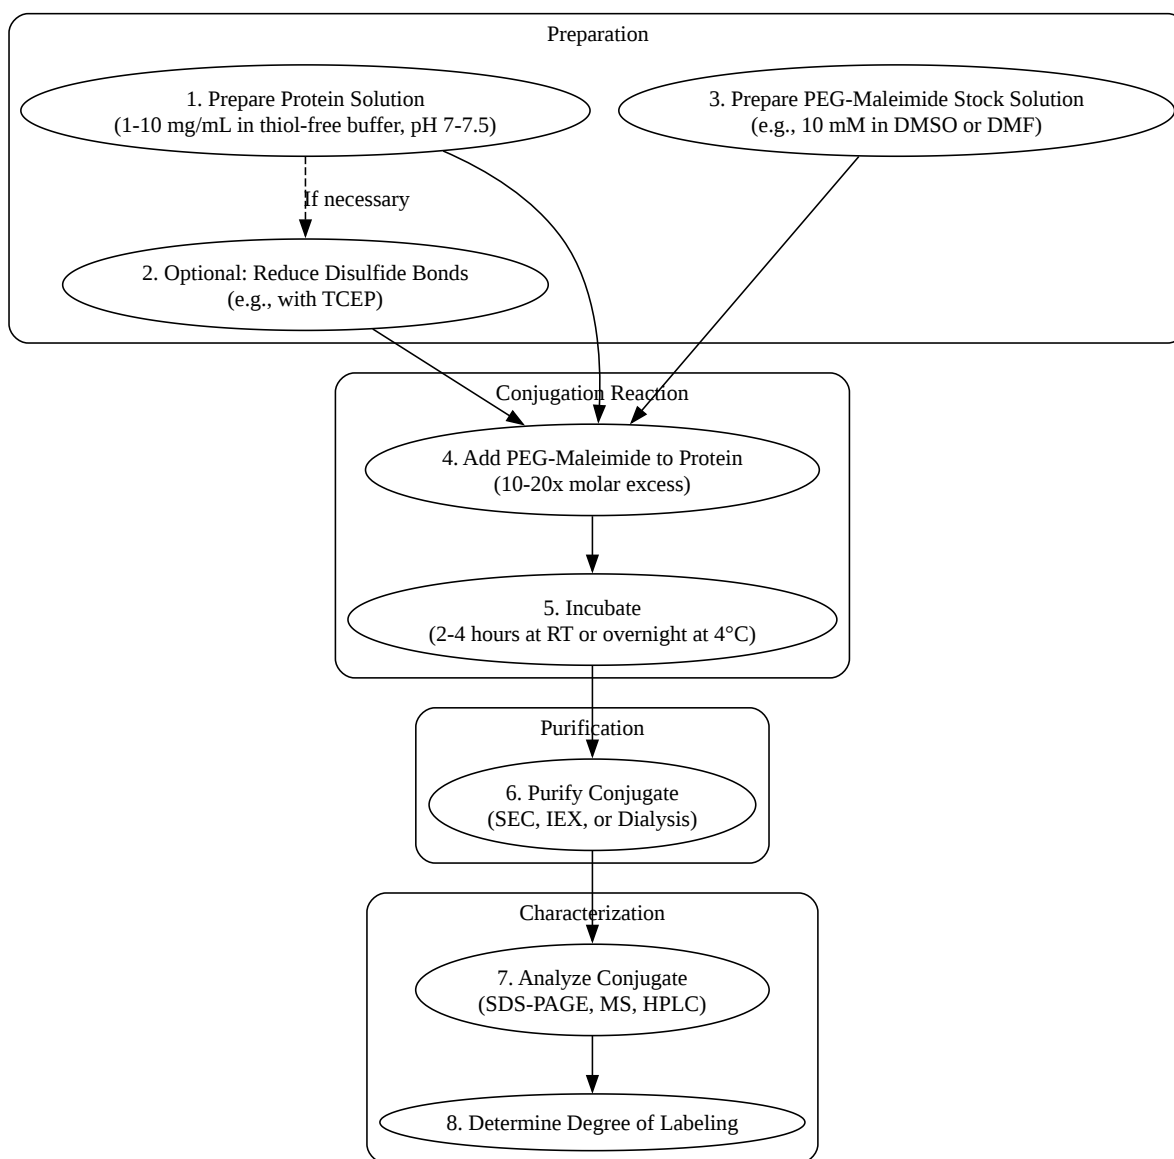 Preparation
1. Prepare Protein Solution
(1-10 mg/mL in thiol-free buffer, pH 7-7.5)
3. Prepare PEG-Maleimide Stock Solution
(e.g., 10 mM in DMSO or DMF)
If necessary
2. Optional: Reduce Disulfide Bonds
(e.g., with TCEP)
Conjugation Reaction
4. Add PEG-Maleimide to Protein
(10-20x molar excess)
5. Incubate
(2-4 hours at RT or overnight at 4°C)
Purification
6. Purify Conjugate
(SEC, IEX, or Dialysis)
Characterization
7. Analyze Conjugate
(SDS-PAGE, MS, HPLC)
8. Determine Degree of Labeling